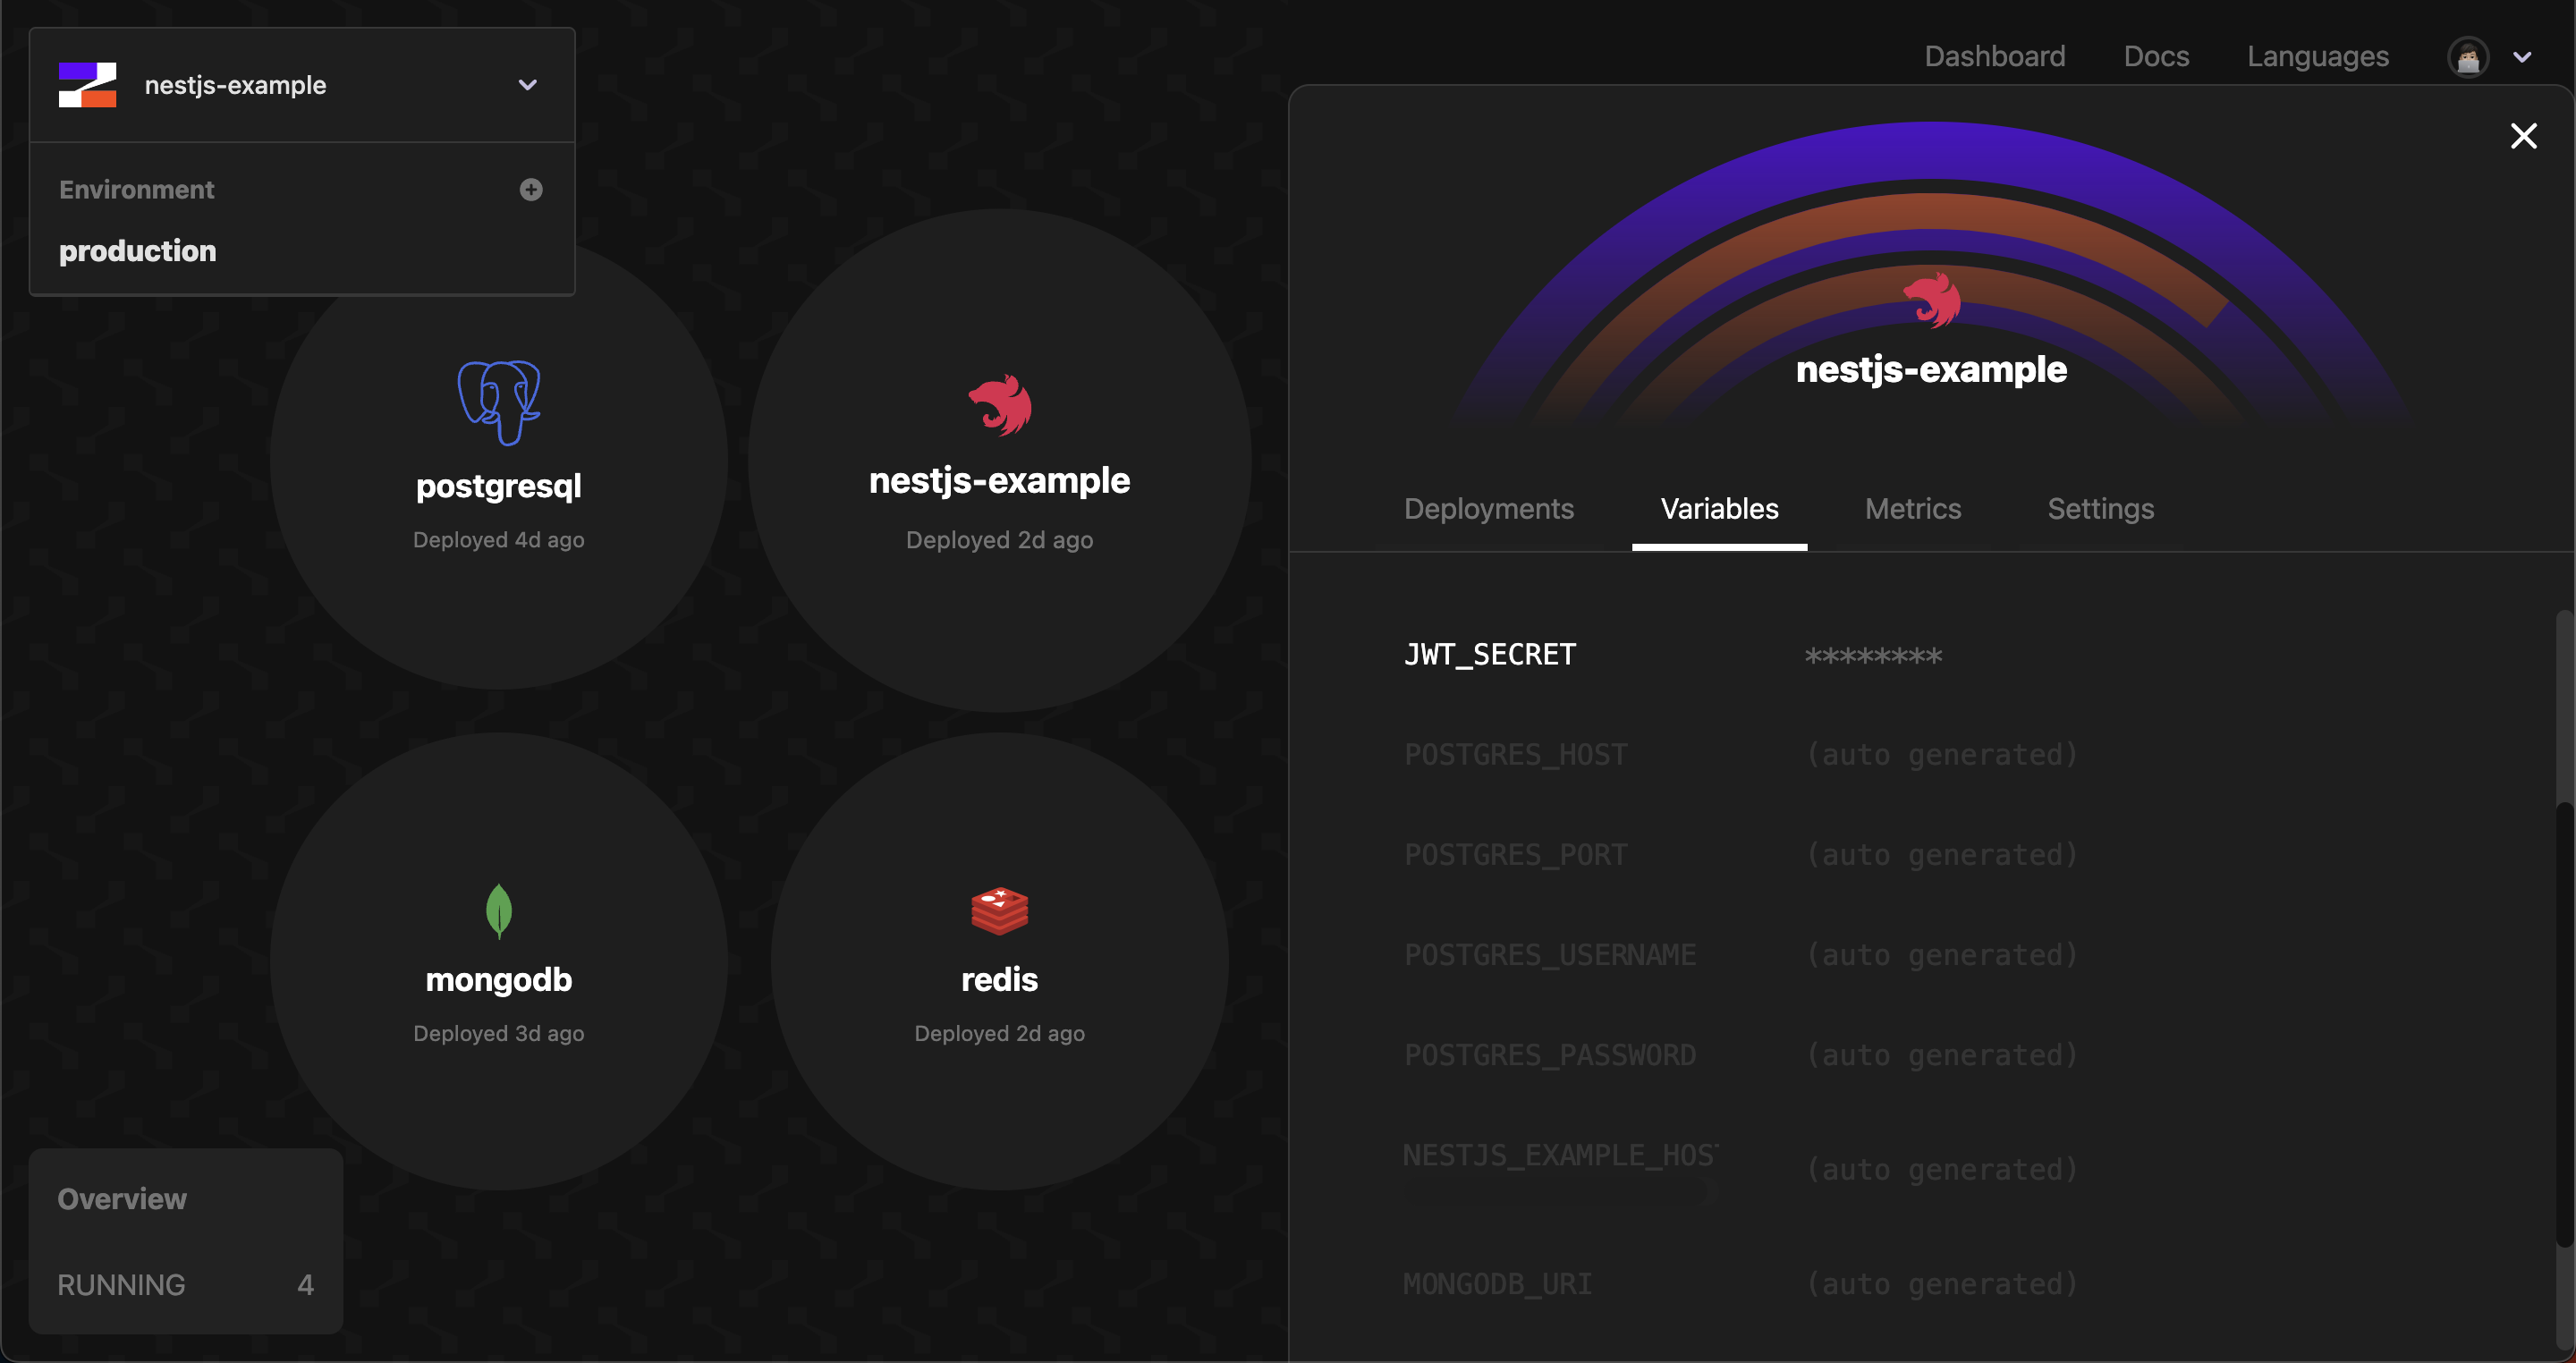 nestjs-example
Environment
production
Dashboard Docs Languages
postgresql
Deployed 4d ago
nestjs-example
Deployed 2d ago
mongodb
Deployed 3d ago
redis
Deployed 2d ago
Overview
RUNNING 4
nestjs-example
Deployments Variables Metrics Settings
JWT_SECRET ********
POSTGRES_HOST (auto generated)
POSTGRES_PORT (auto generated)
POSTGRES_USERNAME (auto generated)
POSTGRES_PASSWORD (auto generated)
NESTJS_EXAMPLE_HOST (auto generated)
MONGODB_URI (auto generated)